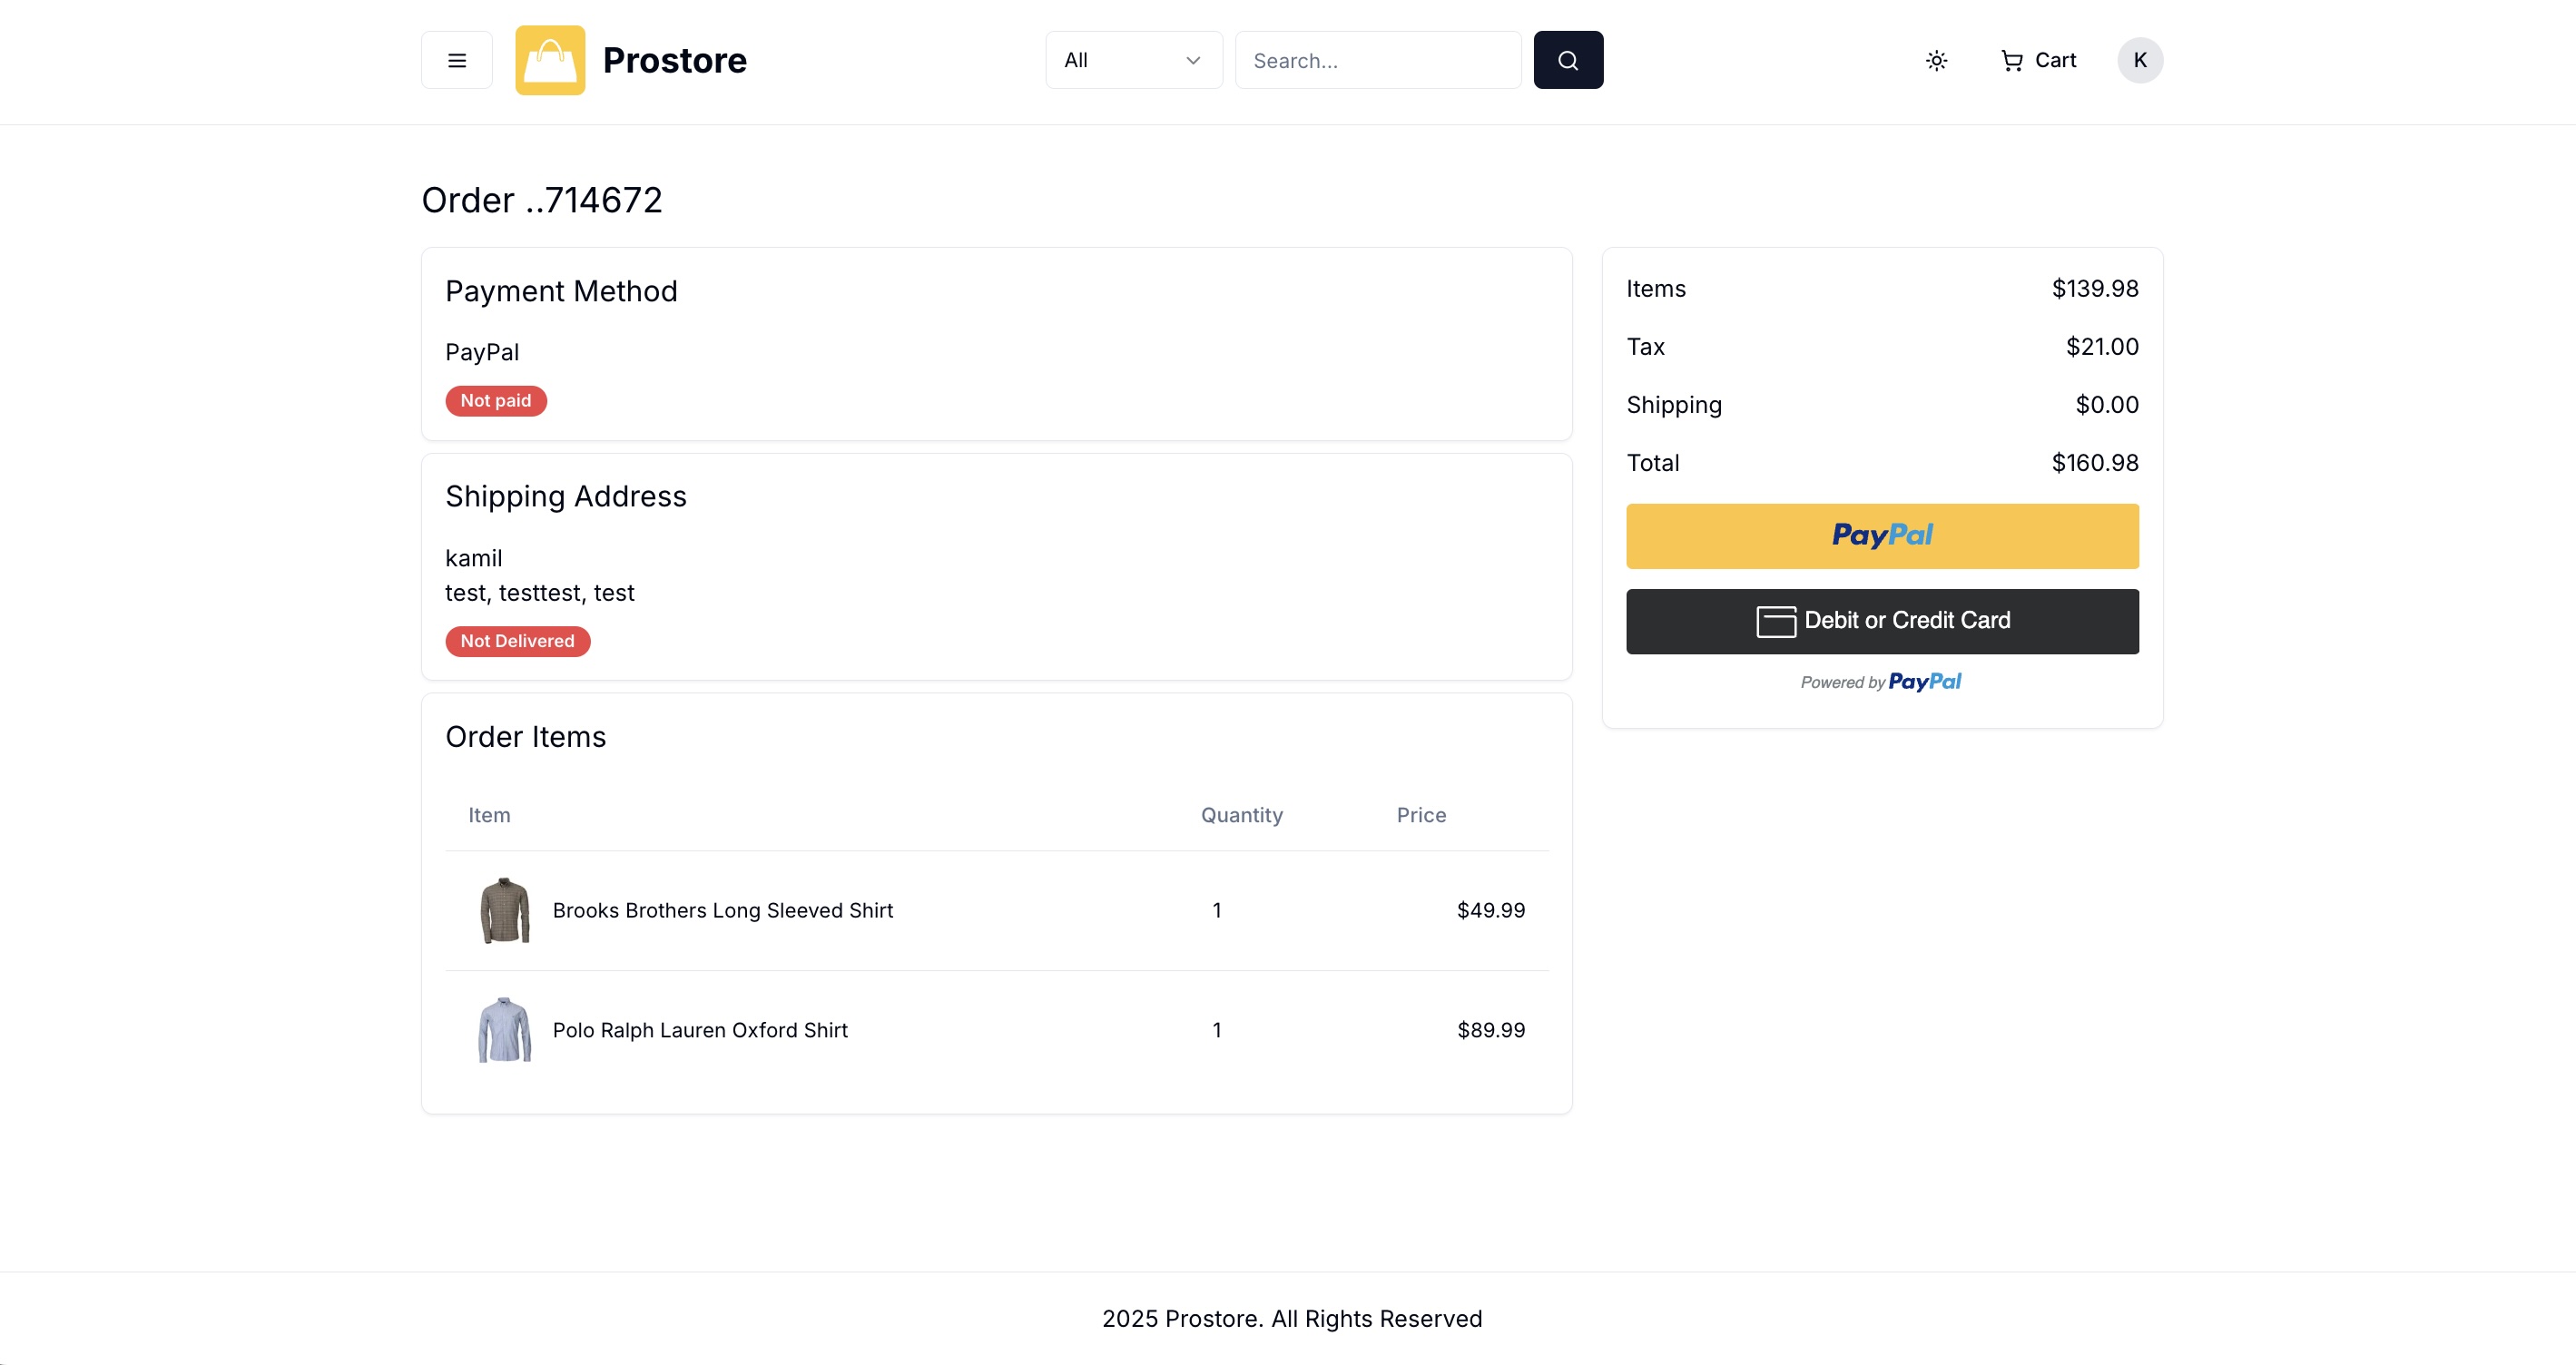 Prostore
All
Search...
Cart
K
Order ..714672
Payment Method
PayPal
Not paid
Shipping Address
kamil
test, testtest, test
Not Delivered
Order Items
Item Quantity Price
Brooks Brothers Long Sleeved Shirt 1 $49.99
Polo Ralph Lauren Oxford Shirt 1 $89.99
Items $139.98
Tax $21.00
Shipping $0.00
Total $160.98
PayPal
Debit or Credit Card
Powered by PayPal
2025 Prostore. All Rights Reserved